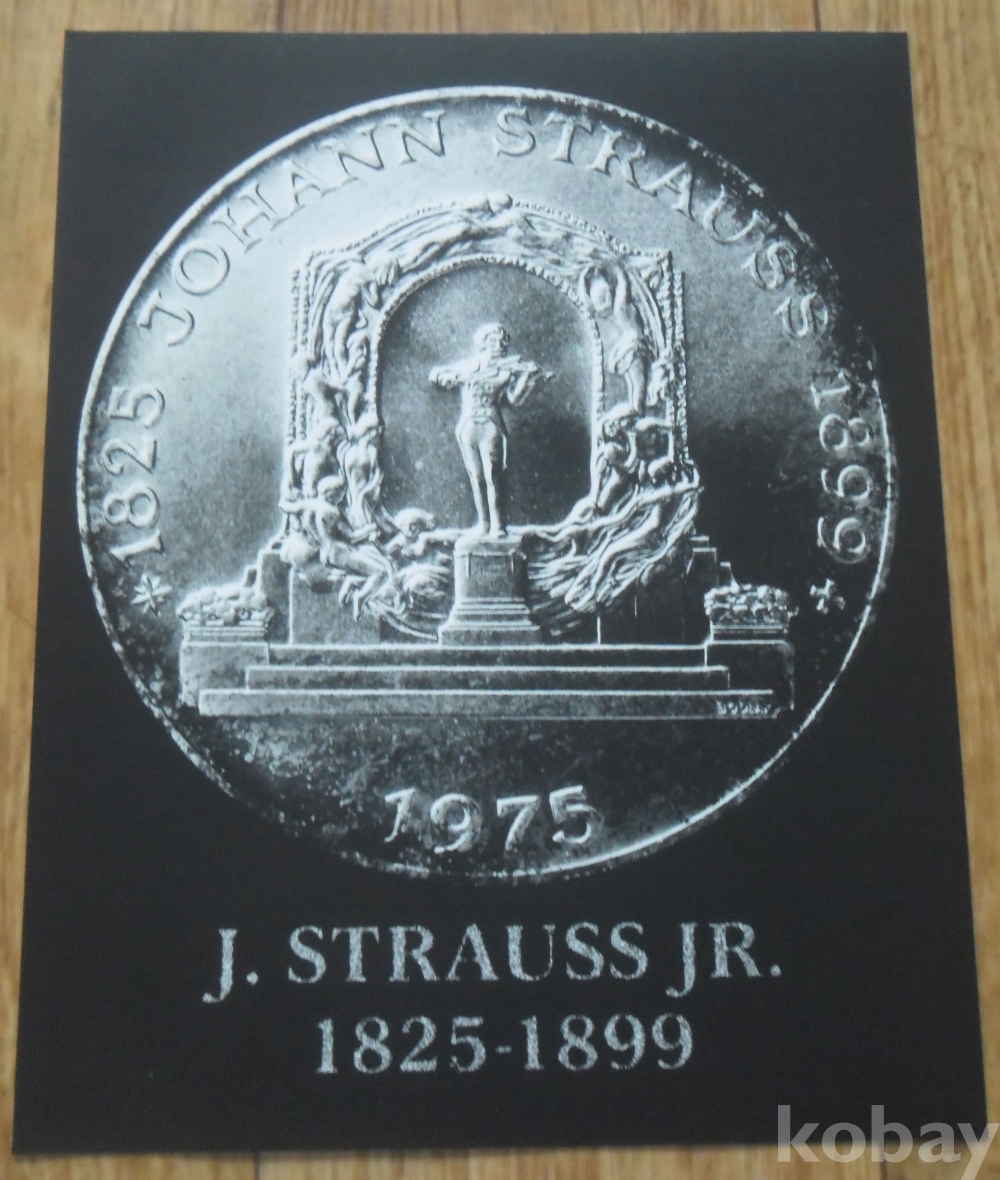 1825 JOHANN STRAUSS 1899
1975
J. STRAUSS JR.
1825-1899
kobay